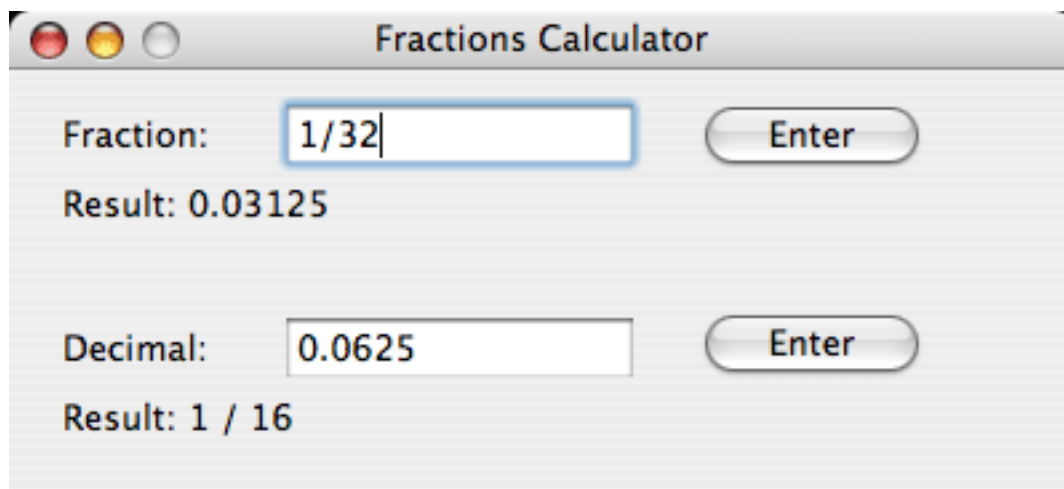 Fractions Calculator
Fraction: 1/32 Enter
Result: 0.03125
Decimal: 0.0625 Enter
Result: 1 / 16